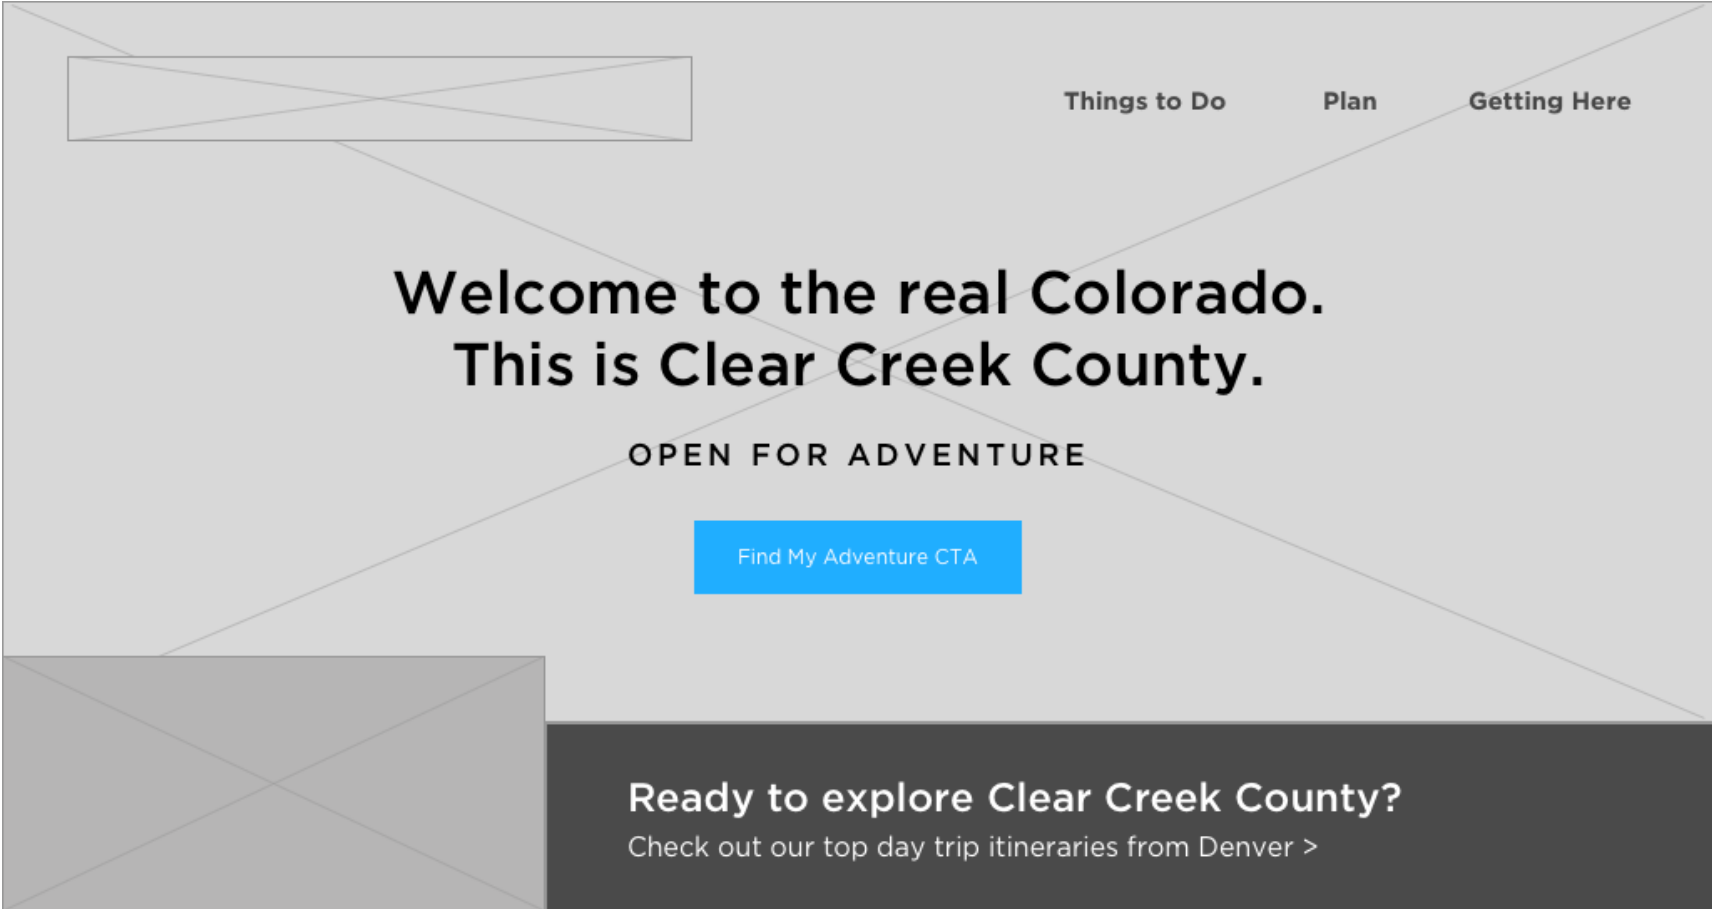 Things to Do
Plan
Getting Here
Welcome to the real Colorado.
This is Clear Creek County.
OPEN FOR ADVENTURE
Find My Adventure CTA
Ready to explore Clear Creek County?
Check out our top day trip itineraries from Denver >